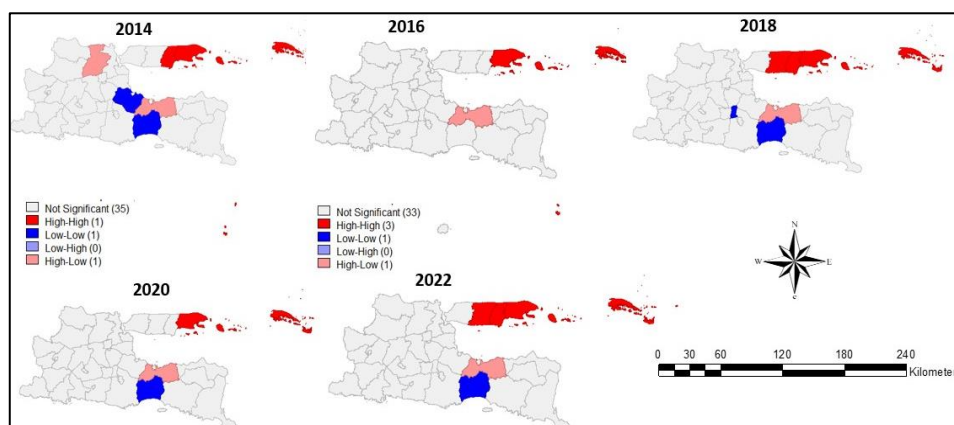 2014
2016
2018
Not Significant (35)
High-High (1)
Low-Low (1)
Low-High (0)
High-Low (1)
Not Significant (33)
High-High (3)
Low-Low (1)
Low-High (0)
High-Low (1)
N
W E
2020
2022
0 30 60 120 180 240
Kilometer